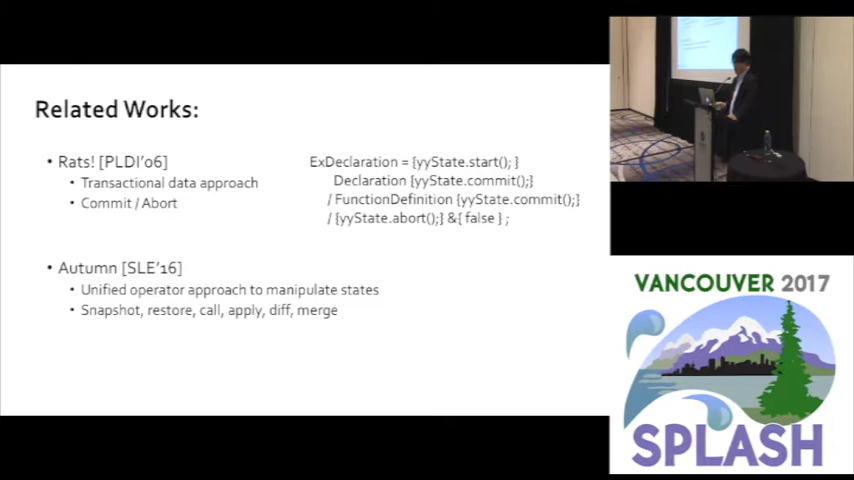 Related Works:
• Rats! [PLDI'06]
• Transactional data approach
• Commit / Abort
ExDeclaration = {yyState.start(); }
Declaration {yyState.commit();}
/ FunctionDefinition {yyState.commit();}
/ {yyState.abort();} &{ false } ;
• Autumn [SLE'16]
• Unified operator approach to manipulate states
• Snapshot, restore, call, apply, diff, merge
VANCOUVER 2017
SPLASH